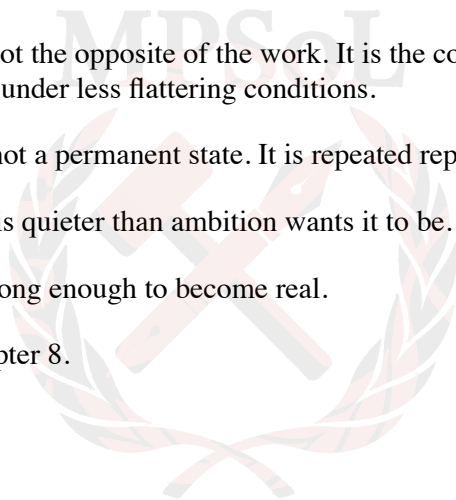 MPSoL
ot the opposite of the work. It is the co
under less flattering conditions.
not a permanent state. It is repeated rep
is quieter than ambition wants it to be.
ong enough to become real.
pter 8.